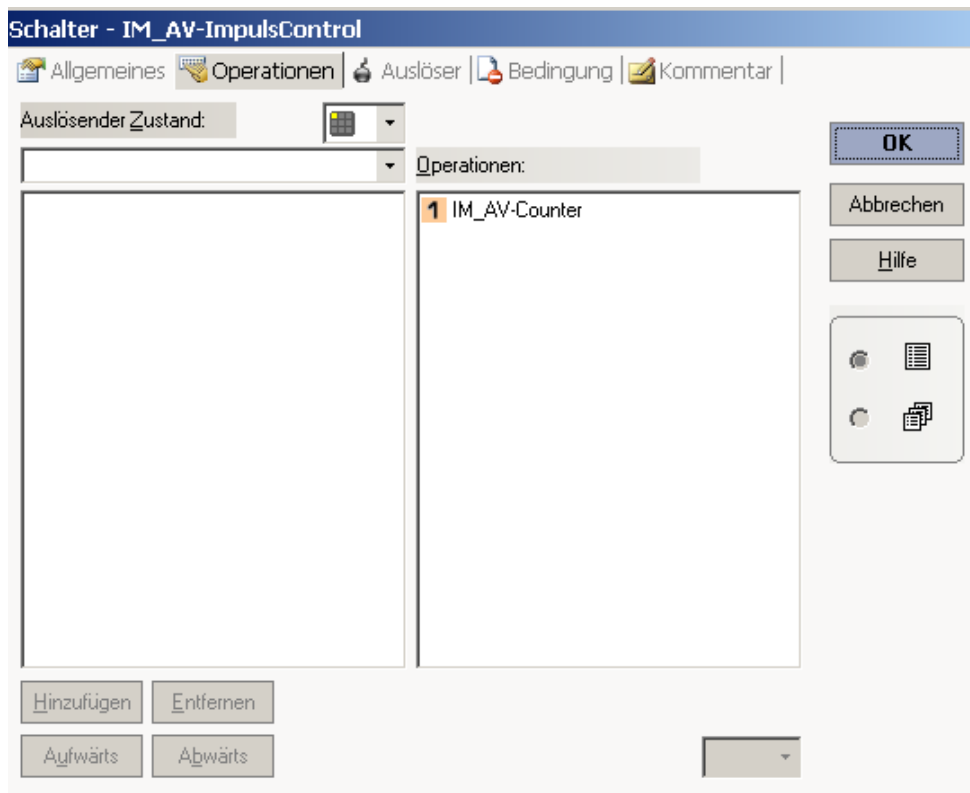 Schalter - IM_AV-ImpulsControl
Allgemeines Operationen Auslöser Bedingung Kommentar
Auslösender Zustand:
Operationen:
1 IM_AV-Counter
OK
Abbrechen
Hilfe
Hinzufügen Entfernen
Aufwärts Abwärts